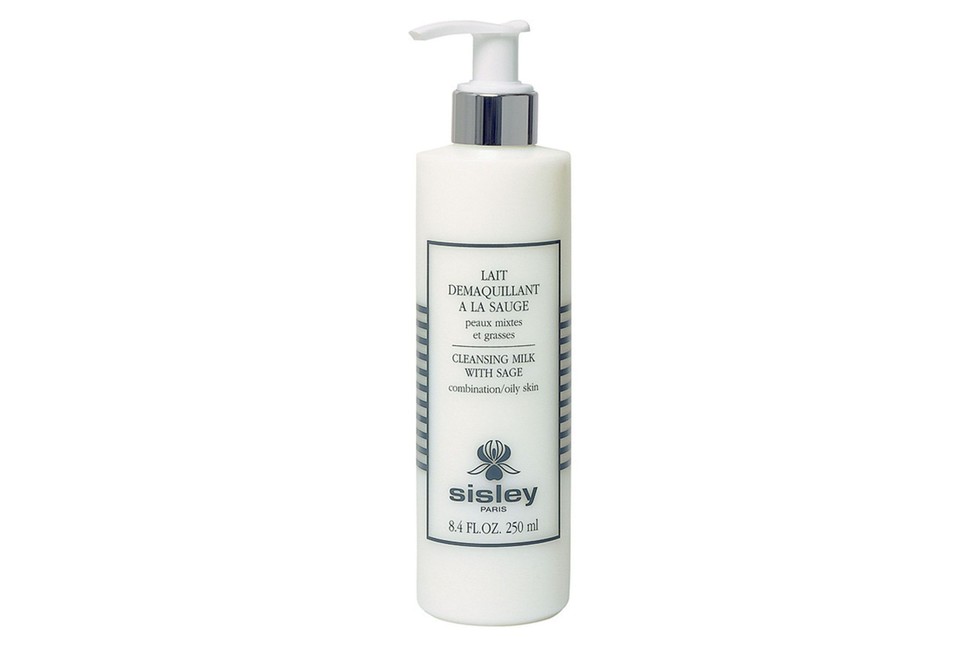 LAIT
DEMAQUILLANT
A LA SAUGE
peaux mixtes
et grasses
CLEANSING MILK
WITH SAGE
combination/oily skin
sisley
PARIS
8.4 FL.OZ. 250 ml